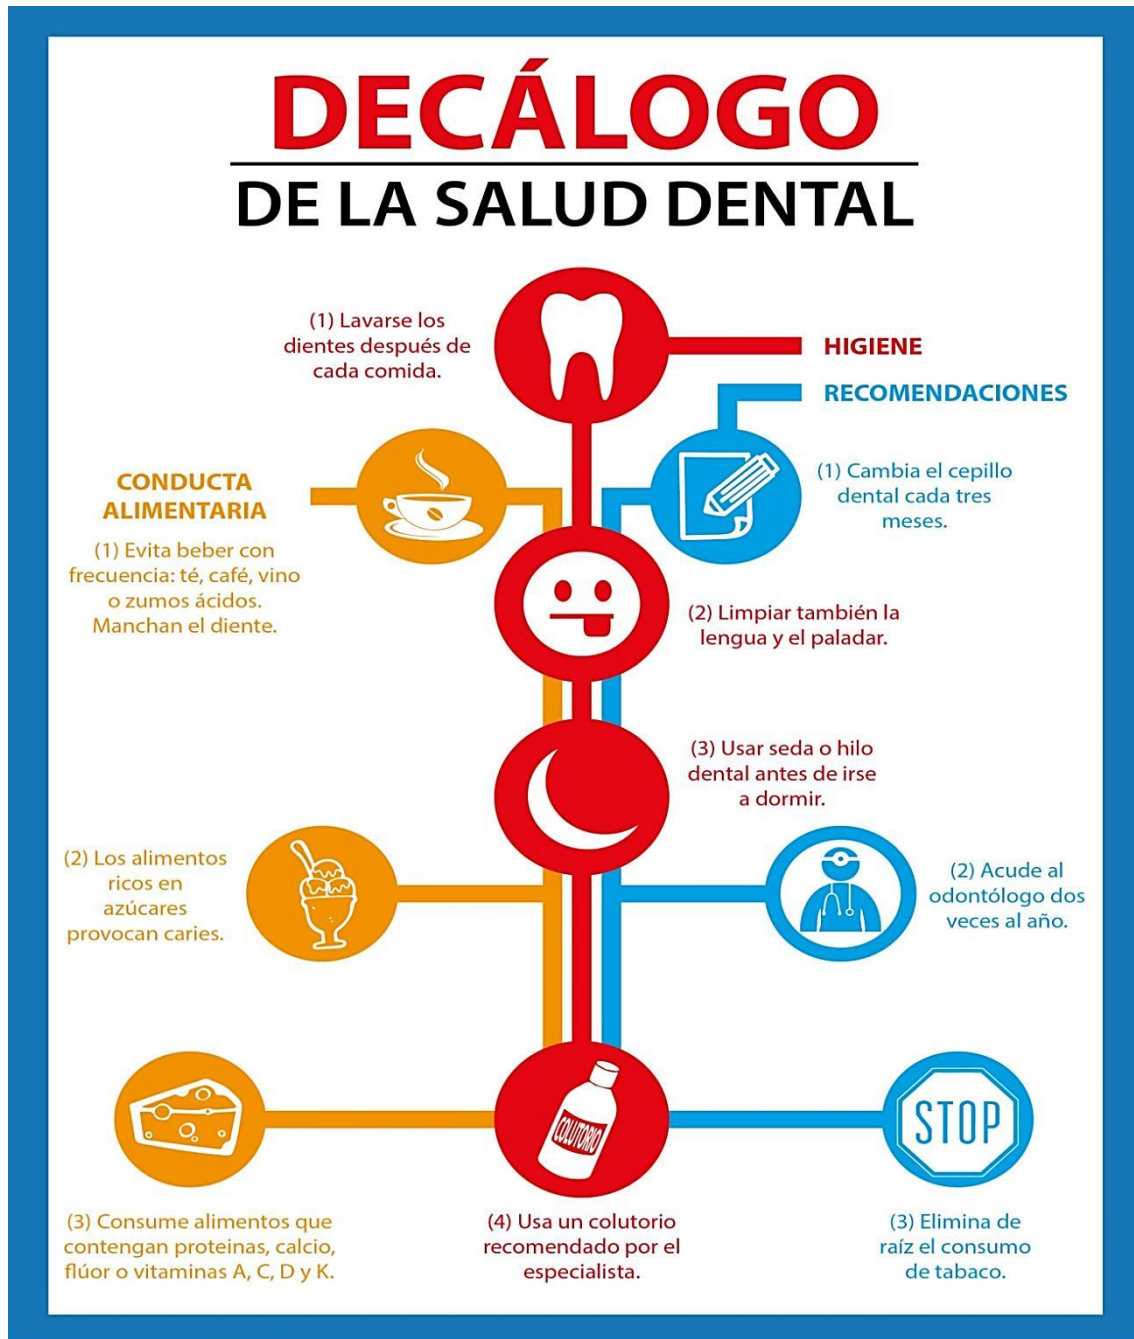 DECÁLOGO
DE LA SALUD DENTAL
(1) Lavarse los
dientes después de
cada comida.
HIGIENE
RECOMENDACIONES
(1) Cambia el cepillo
dental cada tres
meses.
CONDUCTA
ALIMENTARIA
(1) Evita beber con
frecuencia: té, café, vino
o zumos ácidos.
Manchan el diente.
(2) Limpiar también la
lengua y el paladar.
(3) Usar seda o hilo
dental antes de irse
a dormir.
(2) Los alimentos
ricos en
azúcares
provocan caries.
(2) Acude al
odontólogo dos
veces al año.
COLUTORIO
STOP
(3) Consume alimentos que
contengan proteinas, calcio,
flúor o vitaminas A, C, D y K.
(4) Usa un colutorio
recomendado por el
especialista.
(3) Elimina de
raíz el consumo
de tabaco.